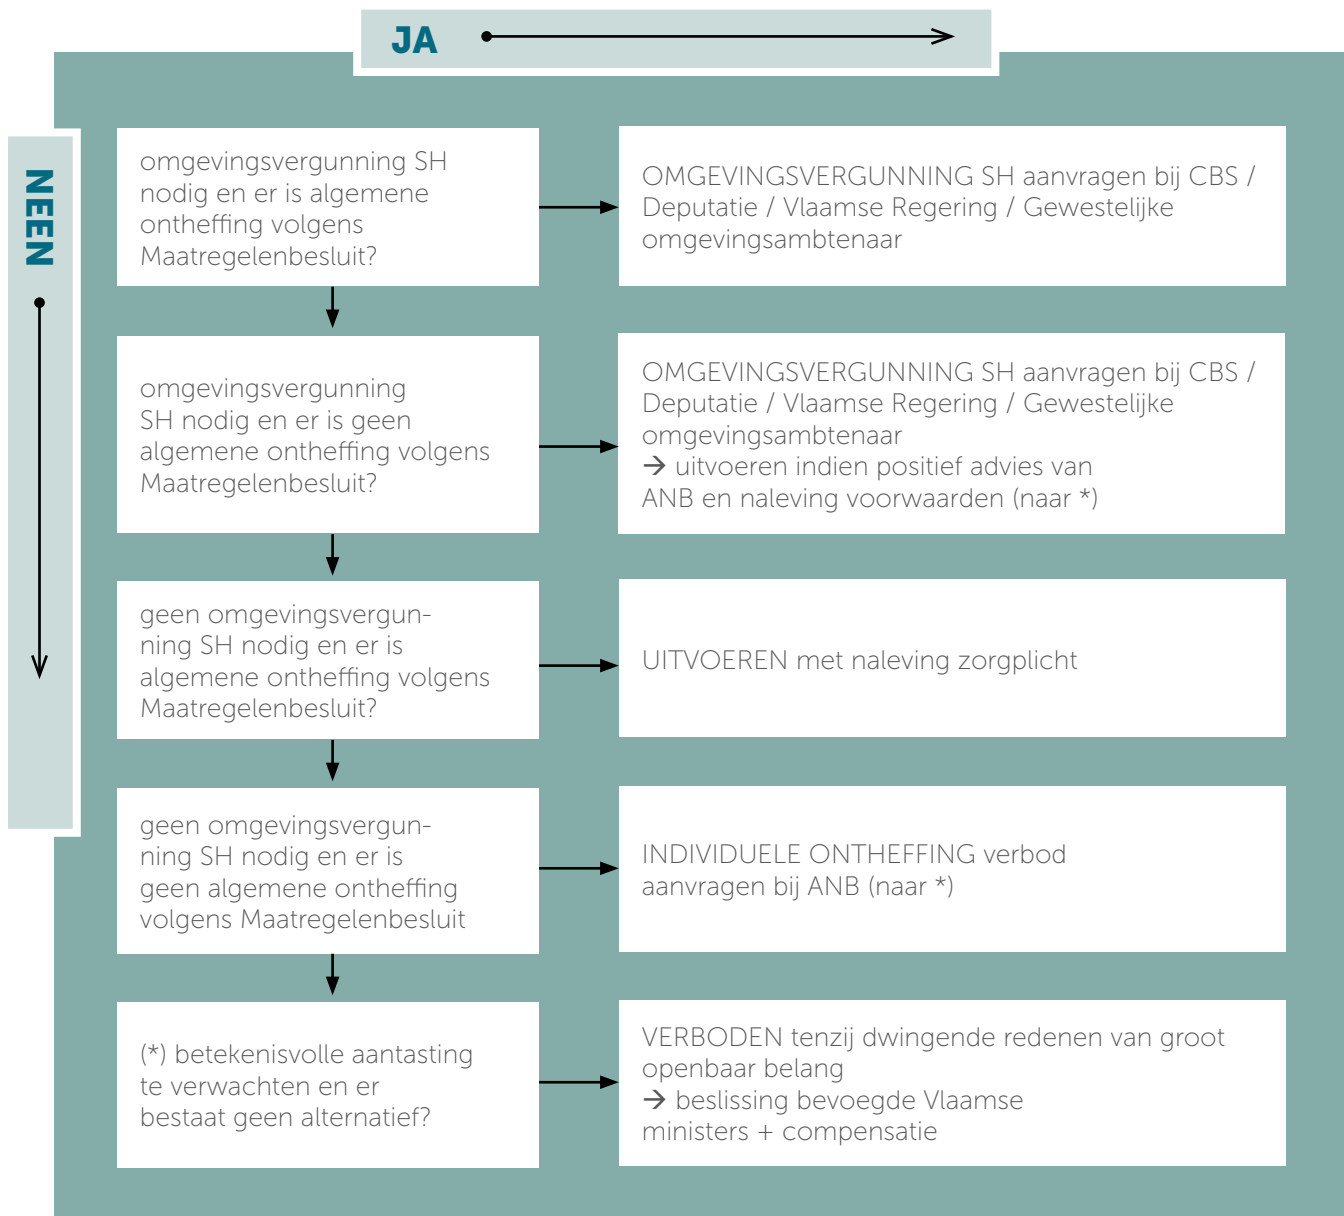 JA
NEEN
omgevingsvergunning SH
nodig en er is algemene
ontheffing volgens
Maatregelenbesluit?
OMGEVINGSVERGUNNING SH aanvragen bij CBS /
Deputatie / Vlaamse Regering / Gewestelijke
omgevingsambtenaar
omgevingsvergunning
SH nodig en er is geen
algemene ontheffing volgens
Maatregelenbesluit?
OMGEVINGSVERGUNNING SH aanvragen bij CBS /
Deputatie / Vlaamse Regering / Gewestelijke
omgevingsambtenaar
→ uitvoeren indien positief advies van
ANB en naleving voorwaarden (naar *)
geen omgevingsvergun-
ning SH nodig en er is
algemene ontheffing volgens
Maatregelenbesluit?
UITVOEREN met naleving zorgplicht
geen omgevingsvergun-
ning SH nodig en er is
geen algemene ontheffing
volgens Maatregelenbesluit
INDIVIDUELE ONTHEFFING verbod
aanvragen bij ANB (naar *)
(*) betekenisvolle aantasting
te verwachten en er
bestaat geen alternatief?
VERBODEN tenzij dwingende redenen van groot
openbaar belang
→ beslissing bevoegde Vlaamse
ministers + compensatie